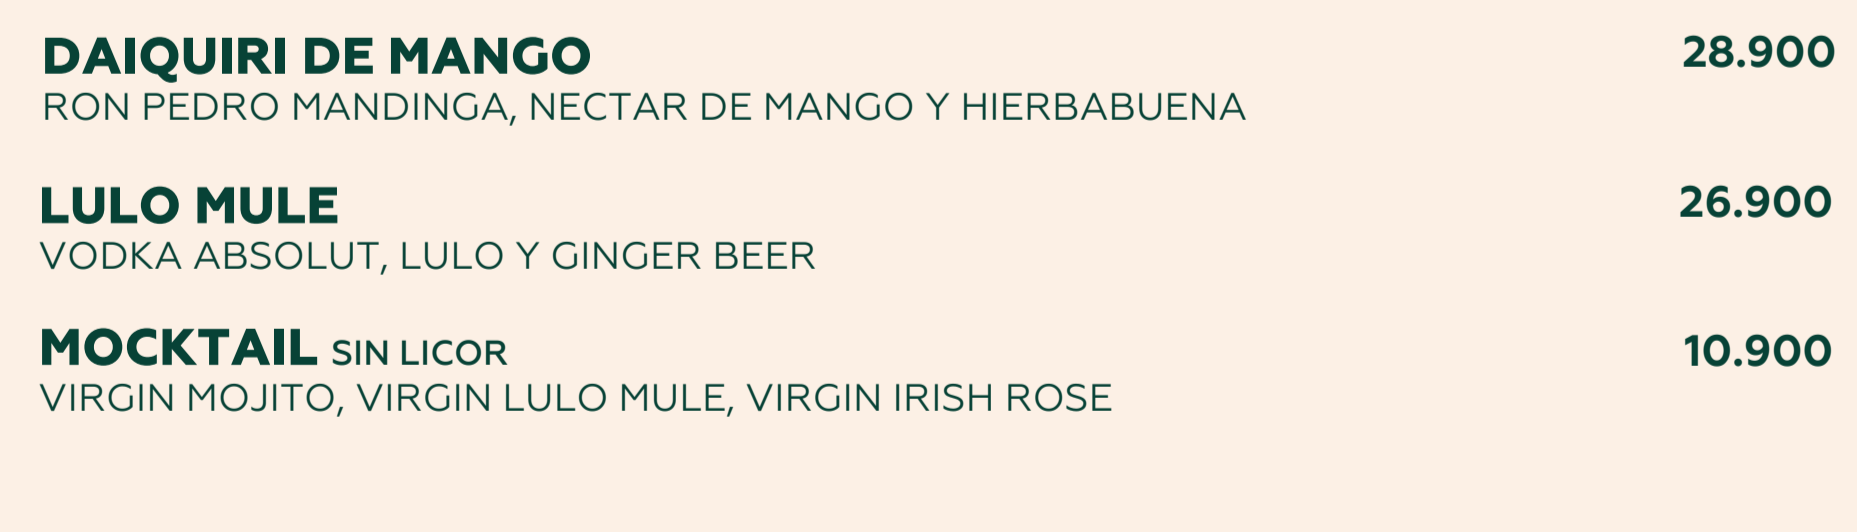 DAIQUIRI DE MANGO 28.900
RON PEDRO MANDINGA, NECTAR DE MANGO Y HIERBABUENA
LULO MULE 26.900
VODKA ABSOLUT, LULO Y GINGER BEER
MOCKTAIL SIN LICOR 10.900
VIRGIN MOJITO, VIRGIN LULO MULE, VIRGIN IRISH ROSE